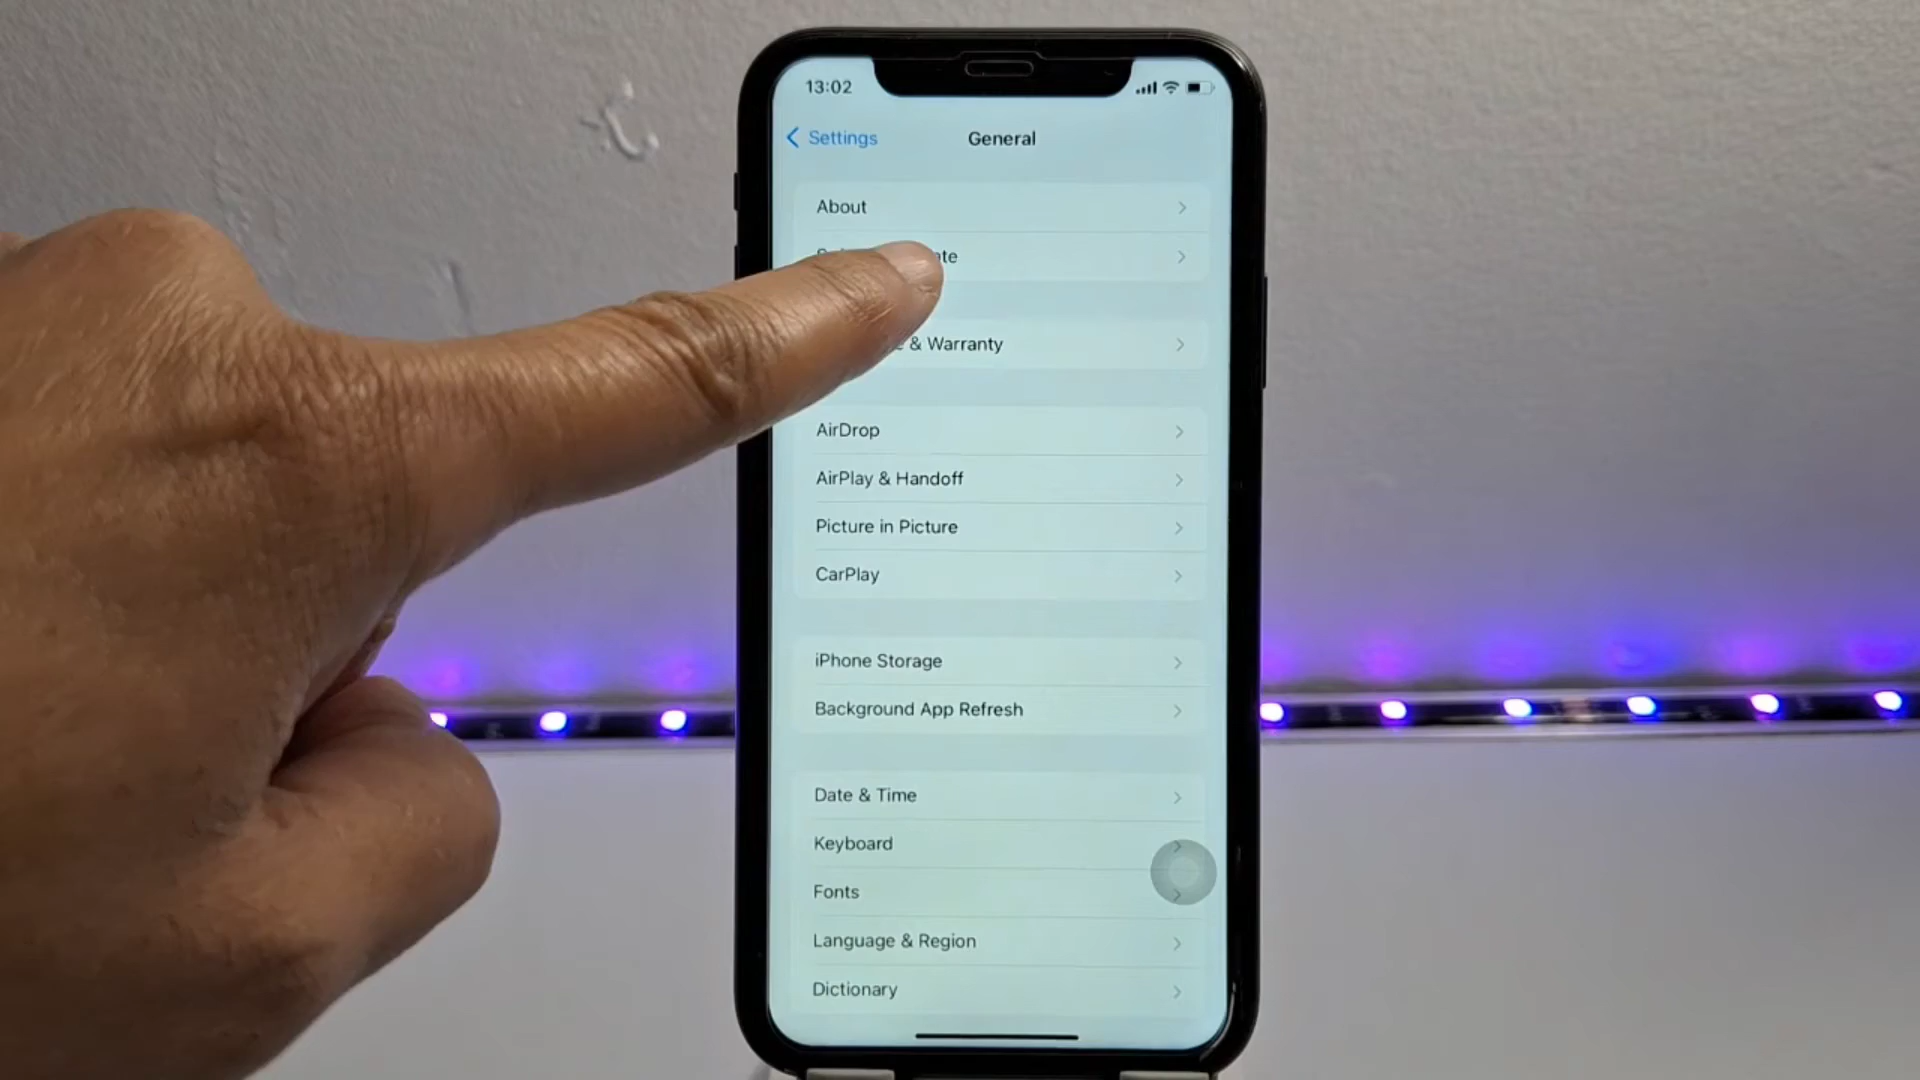 13:02
Settings
General
About
& Warranty
AirDrop
AirPlay & Handoff
Picture in Picture
CarPlay
iPhone Storage
Background App Refresh
Date & Time
Keyboard
Fonts
Language & Region
Dictionary